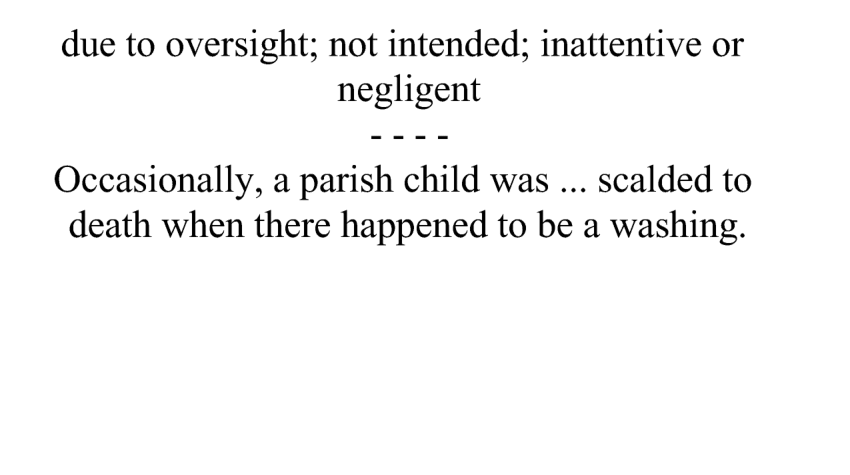 due to oversight; not intended; inattentive or
negligent
- - - -
Occasionally, a parish child was ... scalded to
death when there happened to be a washing.